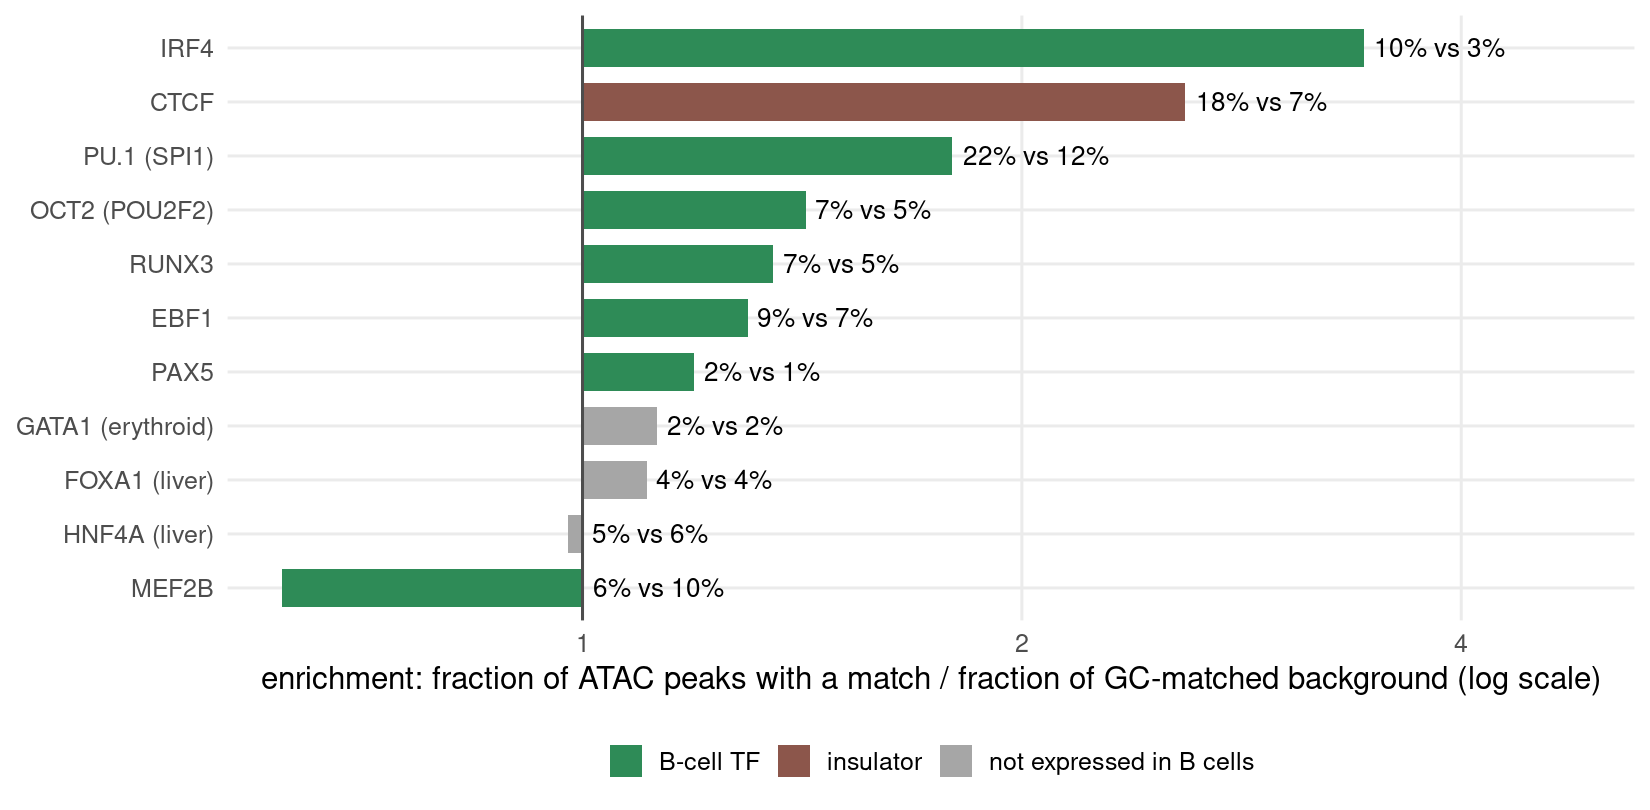 IRF4 10% vs 3%
CTCF 18% vs 7%
PU.1 (SPI1) 22% vs 12%
OCT2 (POU2F2) 7% vs 5%
RUNX3 7% vs 5%
EBF1 9% vs 7%
PAX5 2% vs 1%
GATA1 (erythroid) 2% vs 2%
FOXA1 (liver) 4% vs 4%
HNF4A (liver) 5% vs 6%
MEF2B 6% vs 10%
1 2 4
enrichment: fraction of ATAC peaks with a match / fraction of GC-matched background (log scale)
B-cell TF insulator not expressed in B cells